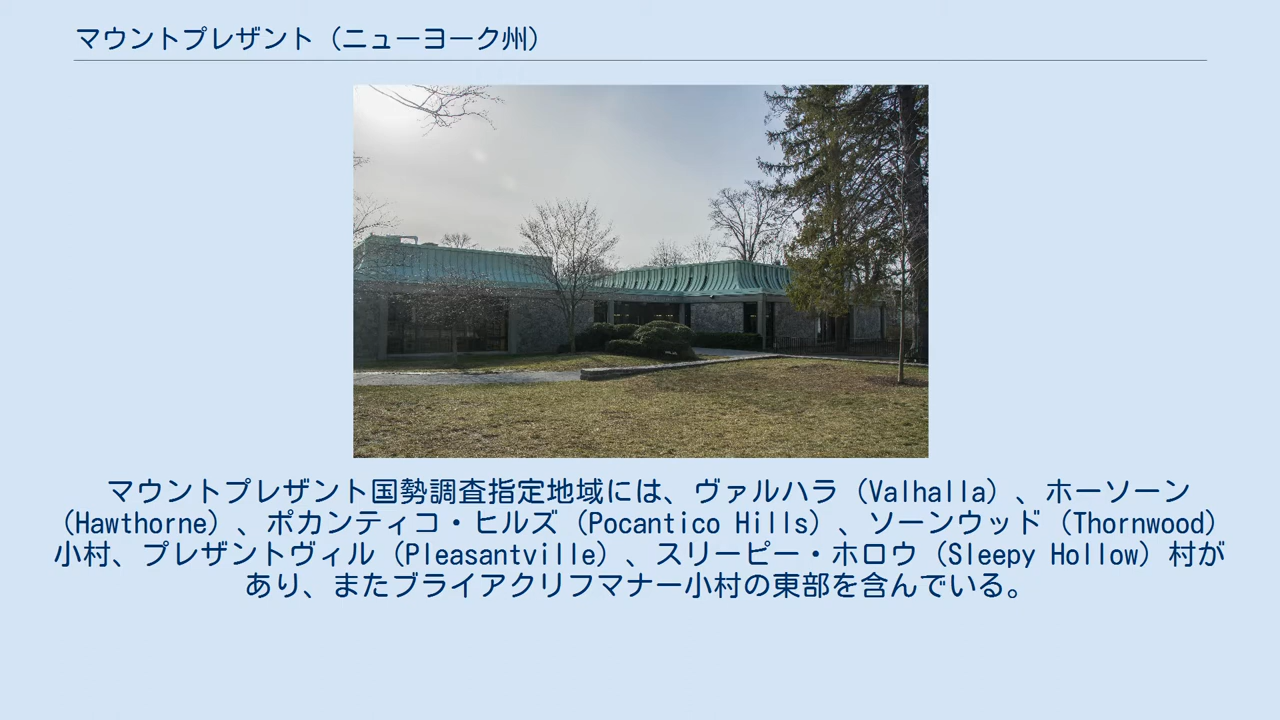 マウントプレザント（ニューヨーク州）
マウントプレザント国勢調査指定地域には、ヴァルハラ（Valhalla）、ホーソーン
（Hawthorne）、ポカンティコ・ヒルズ（Pocantico Hills）、ソーンウッド（Thornwood）
小村、プレザントヴィル（Pleasantville）、スリーピー・ホロウ（Sleepy Hollow）村が
あり、またブライアクリフマナー小村の東部を含んでいる。